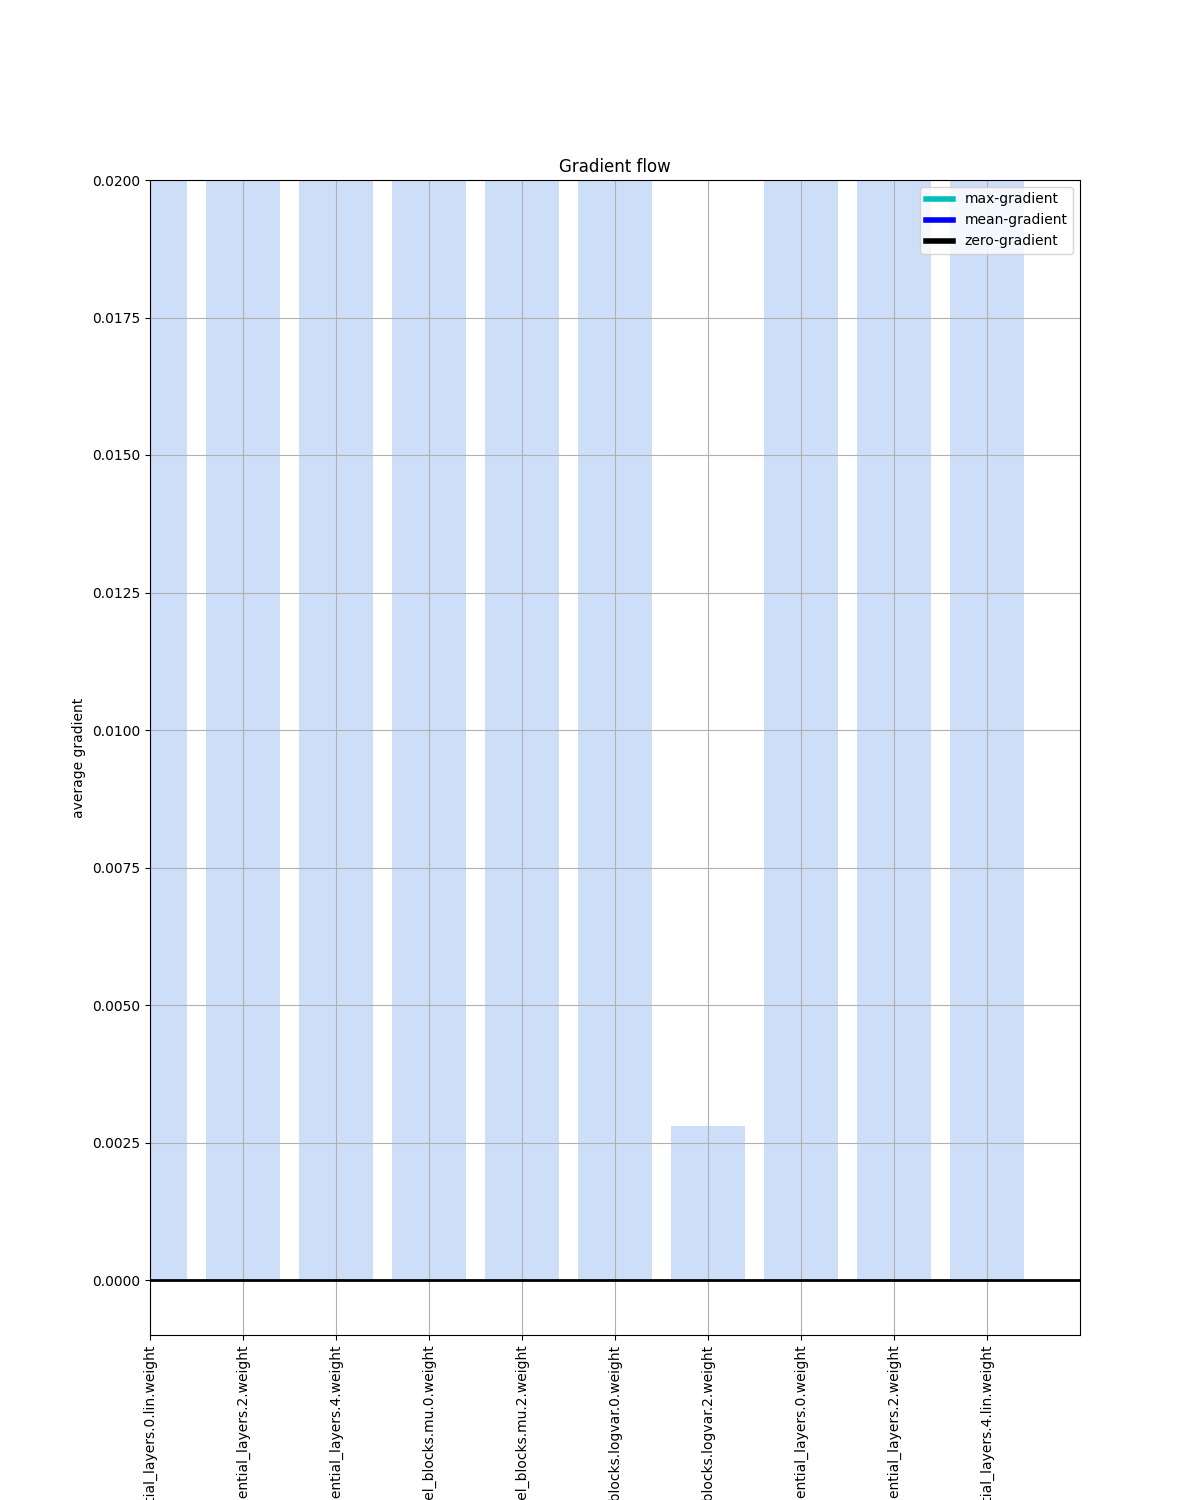 Gradient flow
max-gradient
mean-gradient
zero-gradient
0.0200
0.0175
0.0150
0.0125
0.0100
0.0075
0.0050
0.0025
0.0000
average gradient
tial_layers.0.lin.weight
ential_layers.2.weight
ential_layers.4.weight
el_blocks.mu.0.weight
el_blocks.mu.2.weight
blocks.logvar.0.weight
blocks.logvar.2.weight
ential_layers.0.weight
ential_layers.2.weight
tial_layers.4.lin.weight